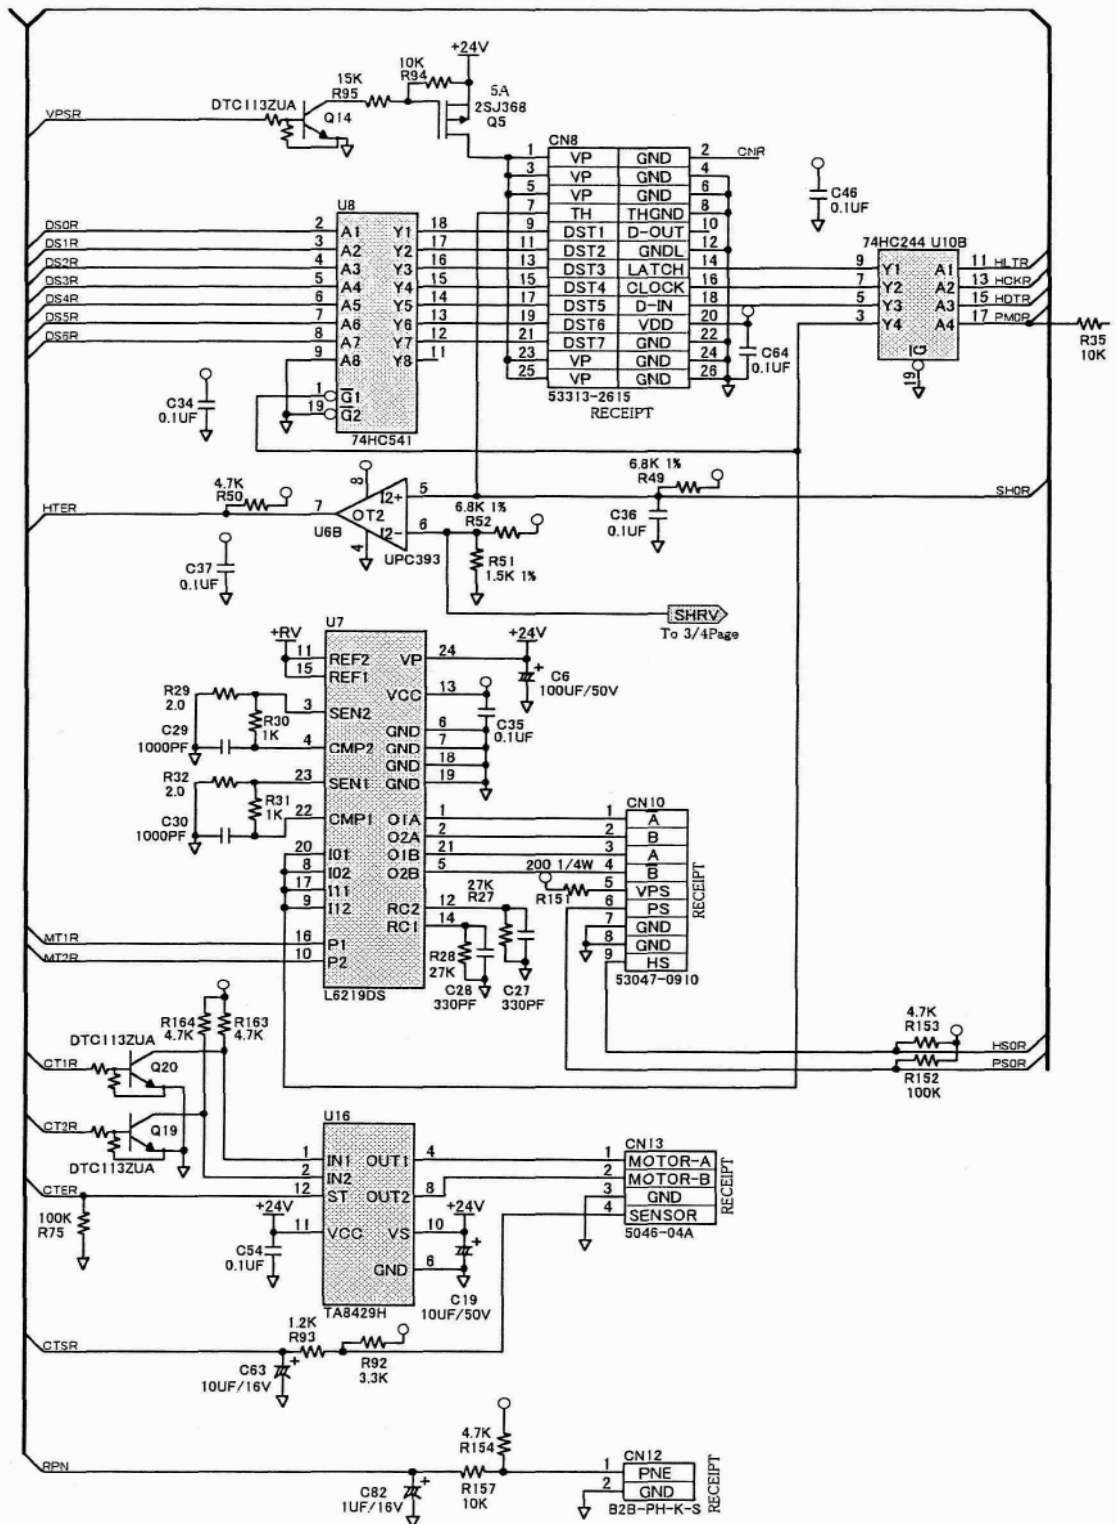 +24V
10K
R94
15K
R95
5A
2SJ368
Q5
DTC113ZUA
Q14
VPSR
CN8
1 VP GND 2 CNR
3 VP GND 4
5 VP GND 6
7 TH THGND 8
9 DST1 D-OUT 10
11 DST2 GNDL 12
13 DST3 LATCH 14
15 DST4 CLOCK 16
17 DST5 D-IN 18
19 DST6 VDD 20
21 DST7 GND 22
23 VP GND 24
25 VP GND 26
53313-2615
RECEIPT
C46
0.1UF
C64
0.1UF
U8
DS0R 2 A1 Y1 18
DS1R 3 A2 Y2 17
DS2R 4 A3 Y3 16
DS3R 5 A4 Y4 15
DS4R 6 A5 Y5 14
DS5R 7 A6 Y6 13
DS6R 8 A7 Y7 12
9 A8 Y8 11
1 G1
19 G2
74HC541
C34
0.1UF
74HC244 U10B
9 Y1 A1 11 HLTR
7 Y2 A2 13 HCKR
5 Y3 A3 15 HDTR
3 Y4 A4 17 PM0R
G
19
R35
10K
4.7K
R50
HTER
7
8
I2+ 5
OT2
I2- 6
4
U6B
UPC393
6.8K 1%
R52
R51
1.5K 1%
6.8K 1%
R49
C36
0.1UF
SH0R
C37
0.1UF
SHRV
To 3/4Page
U7
+RV
11 REF2 VP 24
15 REF1
VCC 13
3 SEN2
GND 6
4 CMP2 GND 7
GND 18
23 SEN1 GND 19
22 CMP1 O1A 1
O2A 2
20 I01 O1B 21
8 I02 O2B 5
17 I11
9 I12 RC2 12
RC1 14
MT1R 16 P1
MT2R 10 P2
L6219DS
+24V
C6
100UF/50V
C35
0.1UF
R29
2.0
R30
1K
C29
1000PF
R32
2.0
R31
1K
C30
1000PF
27K
R27
R28
27K
C28
330PF
C27
330PF
CN10
1 A
2 B
3 A
4 B
5 VPS
6 PS
7 GND
8 GND
9 HS
53047-0910
RECEIPT
200 1/4W
R151
4.7K
R153
HS0R
PS0R
R152
100K
R164
4.7K
R163
4.7K
DTC113ZUA
CT1R
Q20
CT2R
Q19
DTC113ZUA
U16
1 IN1 OUT1 4
2 IN2
12 ST OUT2 8
11 VCC VS 10
GND 6
TA8429H
CTER
100K
R75
+24V
C54
0.1UF
+24V
C19
10UF/50V
CN13
1 MOTOR-A
2 MOTOR-B
3 GND
4 SENSOR
5046-04A
RECEIPT
1.2K
R93
CTSR
C63
10UF/16V
R92
3.3K
4.7K
R154
RPN
C82
1UF/16V
R157
10K
CN12
1 PNE
2 GND
B2B-PH-K-S
RECEIPT